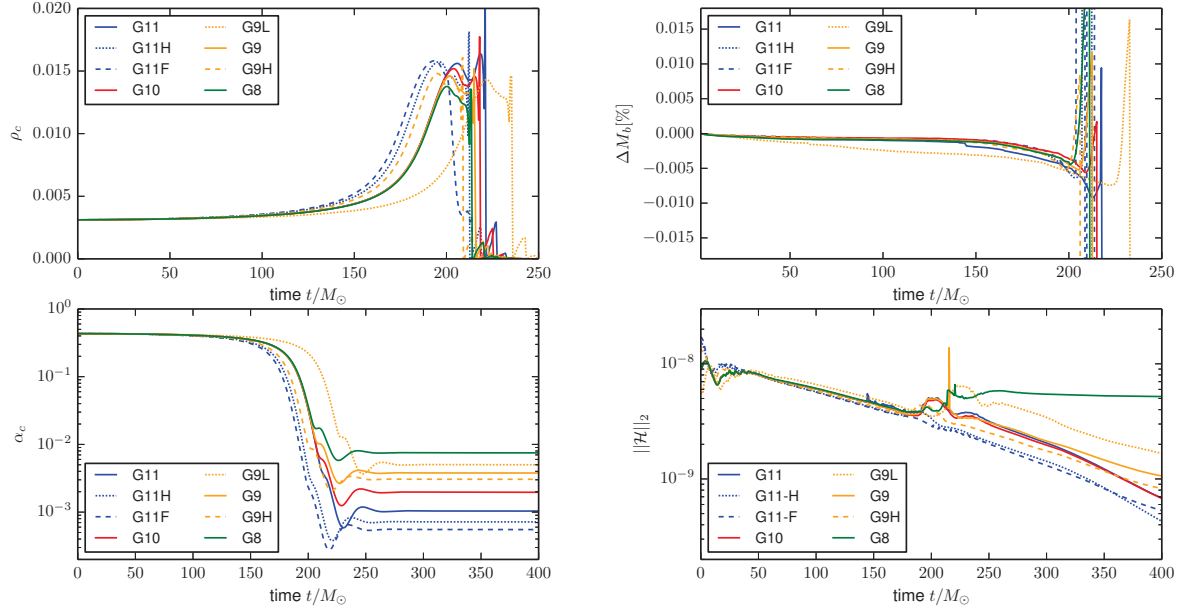 0.020
0.015
0.010
0.005
0.000
ρ_c
G11
G11H
G11F
G10
G9L
G9
G9H
G8
0 50 100 150 200 250
time t/M_⊙
0.015
0.010
0.005
0.000
−0.005
−0.010
−0.015
ΔM_b[%]
G11
G11H
G11F
G10
G9L
G9
G9H
G8
50 100 150 200 250
time t/M_⊙
10^0
10^−1
10^−2
10^−3
α_c
G11
G11H
G11F
G10
G9L
G9
G9H
G8
0 50 100 150 200 250 300 350 400
time t/M_⊙
10^−8
10^−9
||ℋ||_2
G11
G11-H
G11-F
G10
G9L
G9
G9H
G8
0 50 100 150 200 250 300 350 400
time t/M_⊙